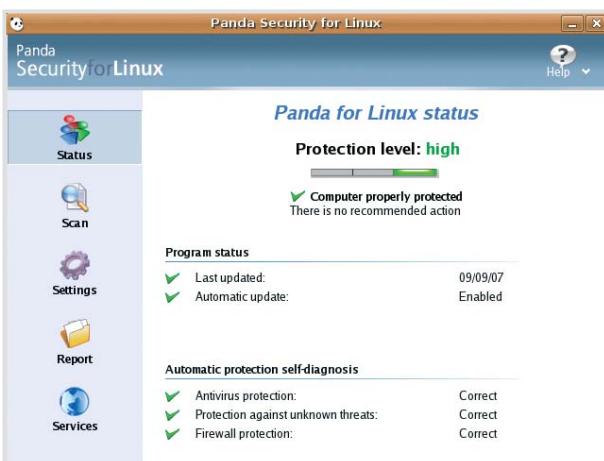 Panda Security for Linux
Panda
SecurityforLinux
Help
Status
Scan
Settings
Report
Services
Panda for Linux status
Protection level: high
Computer properly protected
There is no recommended action
Program status
Last updated: 09/09/07
Automatic update: Enabled
Automatic protection self-diagnosis
Antivirus protection: Correct
Protection against unknown threats: Correct
Firewall protection: Correct